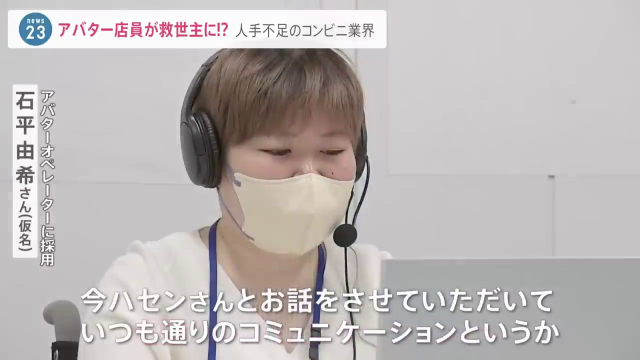 news
23
アバター店員が救世主に!? 人手不足のコンビニ業界
アバターオペレーターに採用
石平由希さん(仮名)
今ハセンさんとお話をさせていただいて
いつも通りのコミュニケーションというか